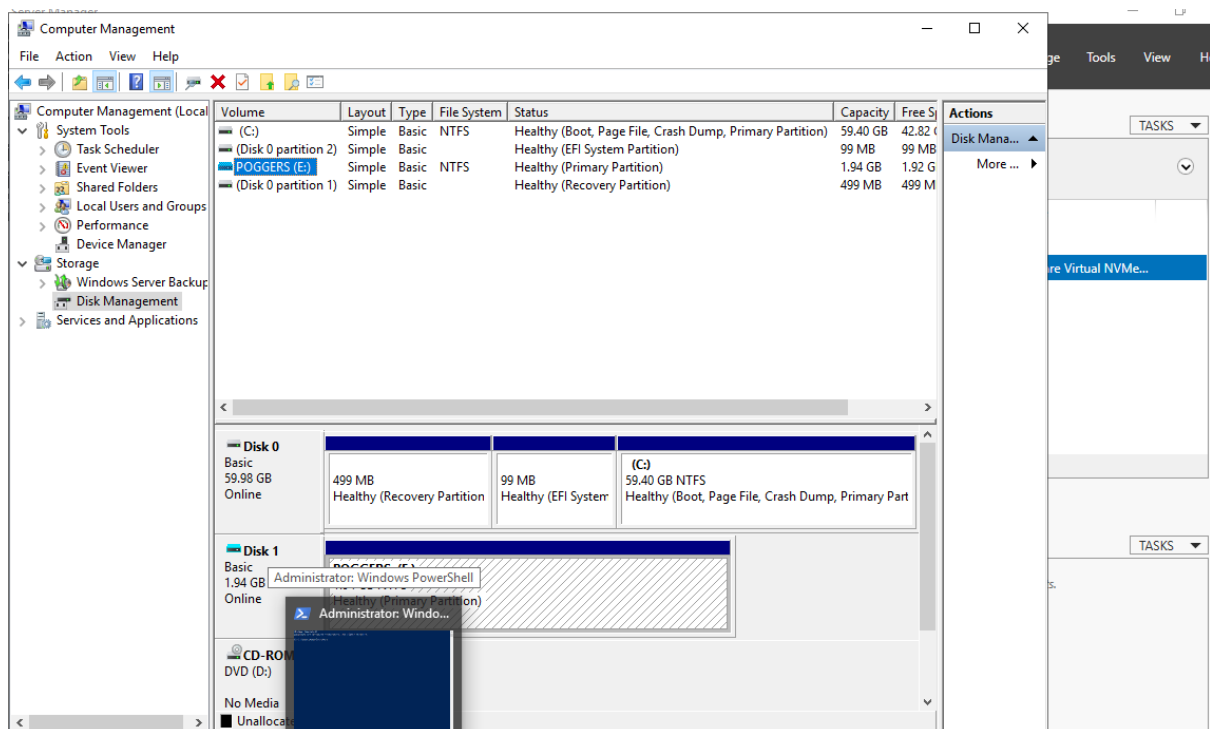 Server Manager
Computer Management
File Action View Help
Tools View
Computer Management (Local
System Tools
Task Scheduler
Event Viewer
Shared Folders
Local Users and Groups
Performance
Device Manager
Storage
Windows Server Backup
Disk Management
Services and Applications
Volume Layout Type File System Status Capacity Free Sp
(C:) Simple Basic NTFS Healthy (Boot, Page File, Crash Dump, Primary Partition) 59.40 GB 42.82
(Disk 0 partition 2) Simple Basic Healthy (EFI System Partition) 99 MB 99 MB
POGGERS (E:) Simple Basic NTFS Healthy (Primary Partition) 1.94 GB 1.92 G
(Disk 0 partition 1) Simple Basic Healthy (Recovery Partition) 499 MB 499 M
Actions
Disk Mana...
More ...
TASKS
re Virtual NVMe...
Disk 0
Basic
59.98 GB
Online
499 MB
Healthy (Recovery Partition
99 MB
Healthy (EFI System
(C:)
59.40 GB NTFS
Healthy (Boot, Page File, Crash Dump, Primary Part
Disk 1
Basic
1.94 GB
Online
POGGERS (E:)
Healthy (Primary Partition)
Administrator: Windows PowerShell
Administrator: Windo...
TASKS
CD-ROM
DVD (D:)
No Media
Unallocate